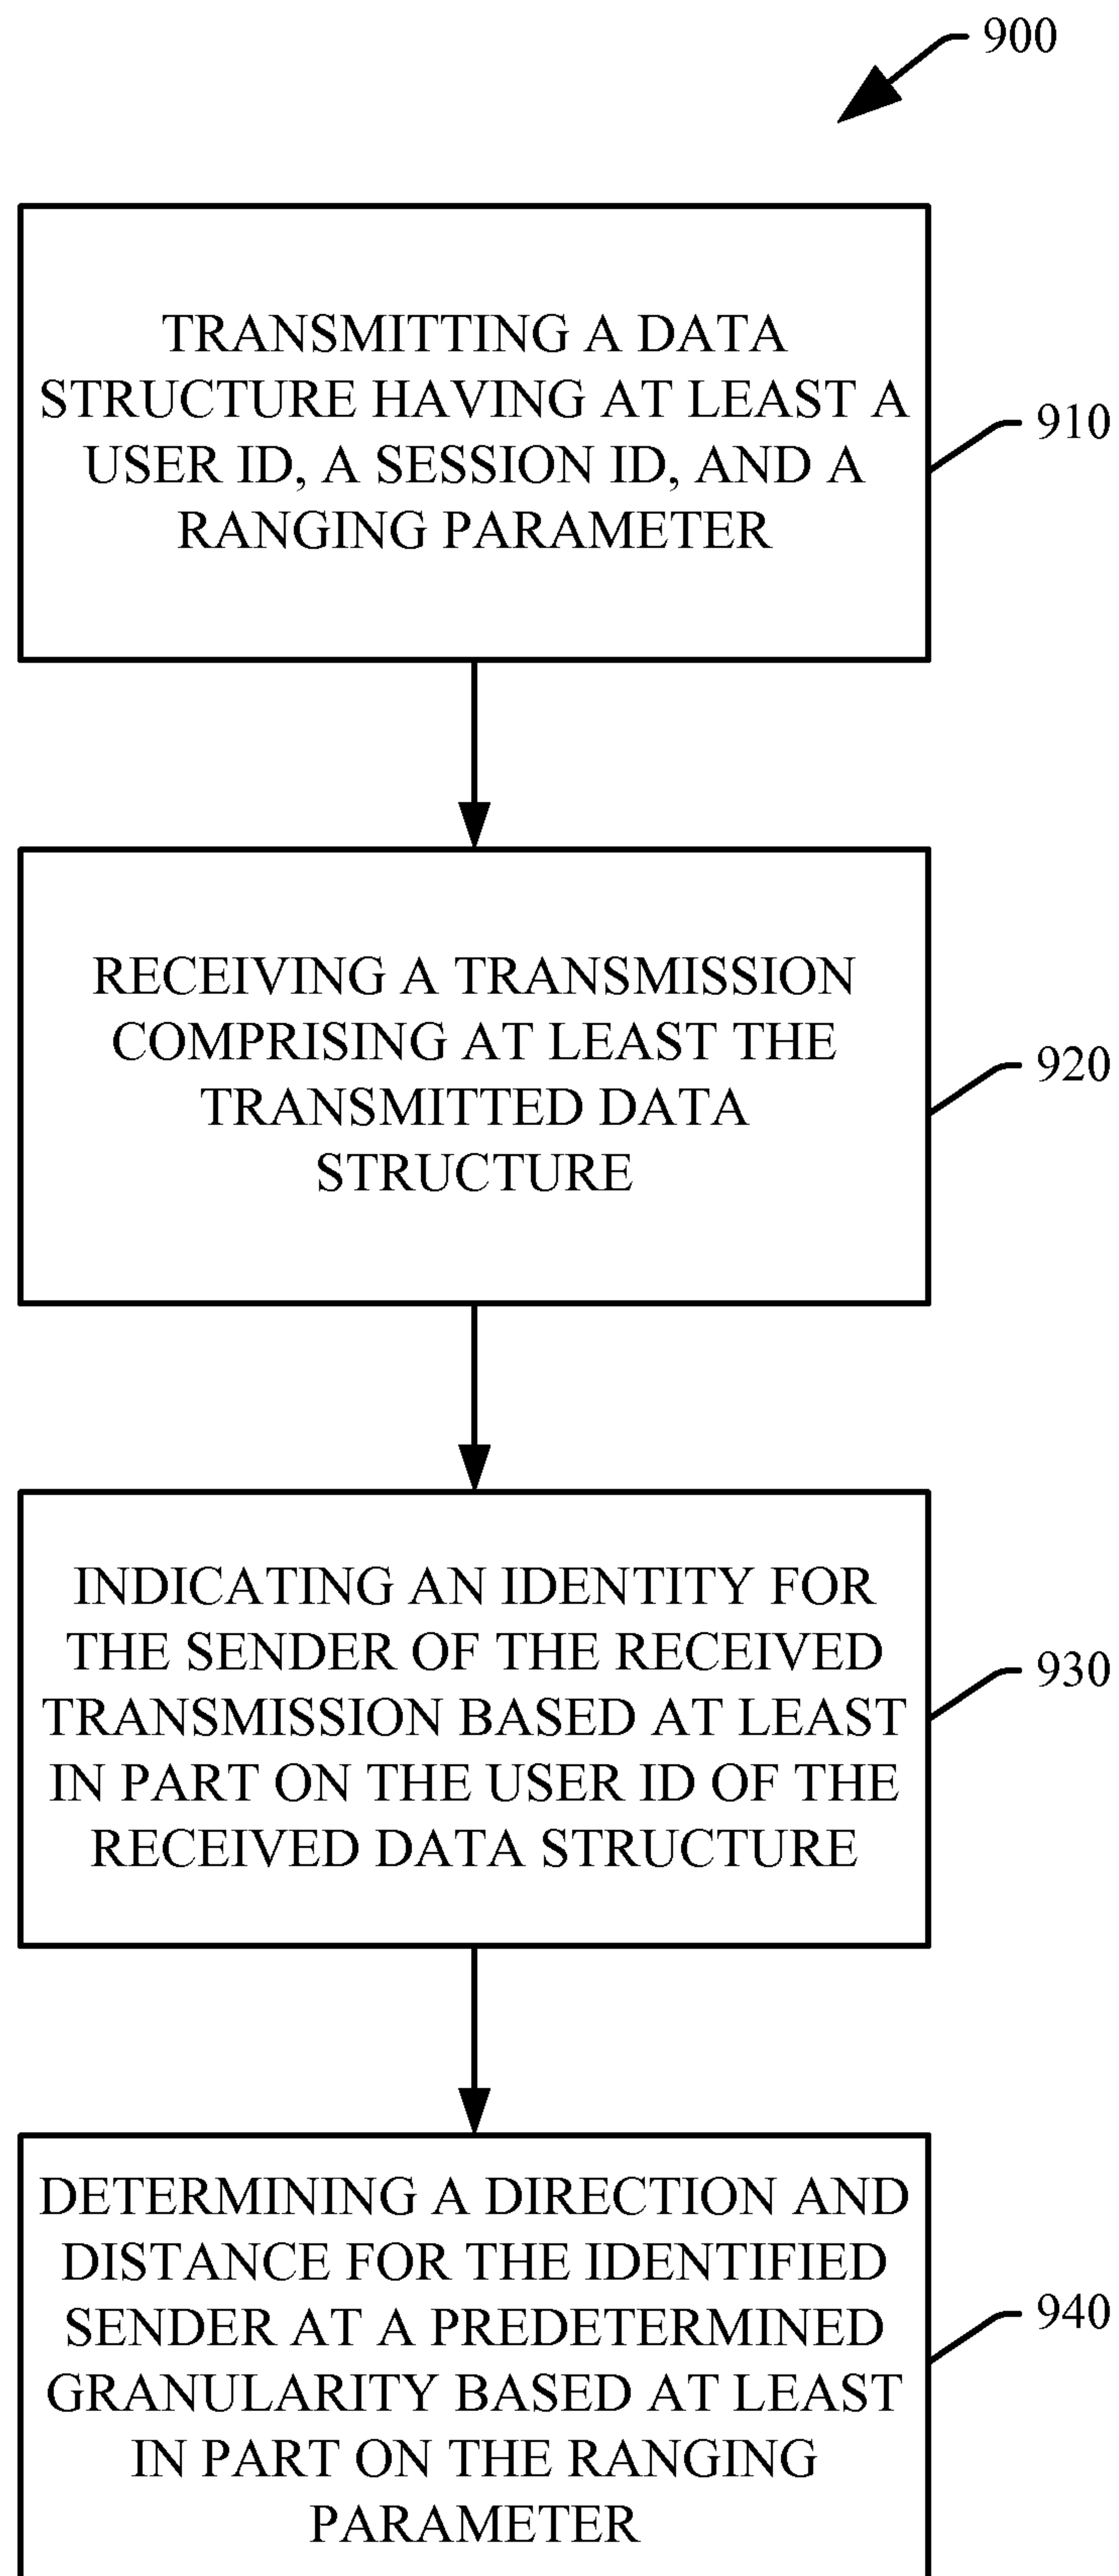 900
TRANSMITTING A DATA
STRUCTURE HAVING AT LEAST A
USER ID, A SESSION ID, AND A
RANGING PARAMETER
910
RECEIVING A TRANSMISSION
COMPRISING AT LEAST THE
TRANSMITTED DATA
STRUCTURE
920
INDICATING AN IDENTITY FOR
THE SENDER OF THE RECEIVED
TRANSMISSION BASED AT LEAST
IN PART ON THE USER ID OF THE
RECEIVED DATA STRUCTURE
930
DETERMINING A DIRECTION AND
DISTANCE FOR THE IDENTIFIED
SENDER AT A PREDETERMINED
GRANULARITY BASED AT LEAST
IN PART ON THE RANGING
PARAMETER
940